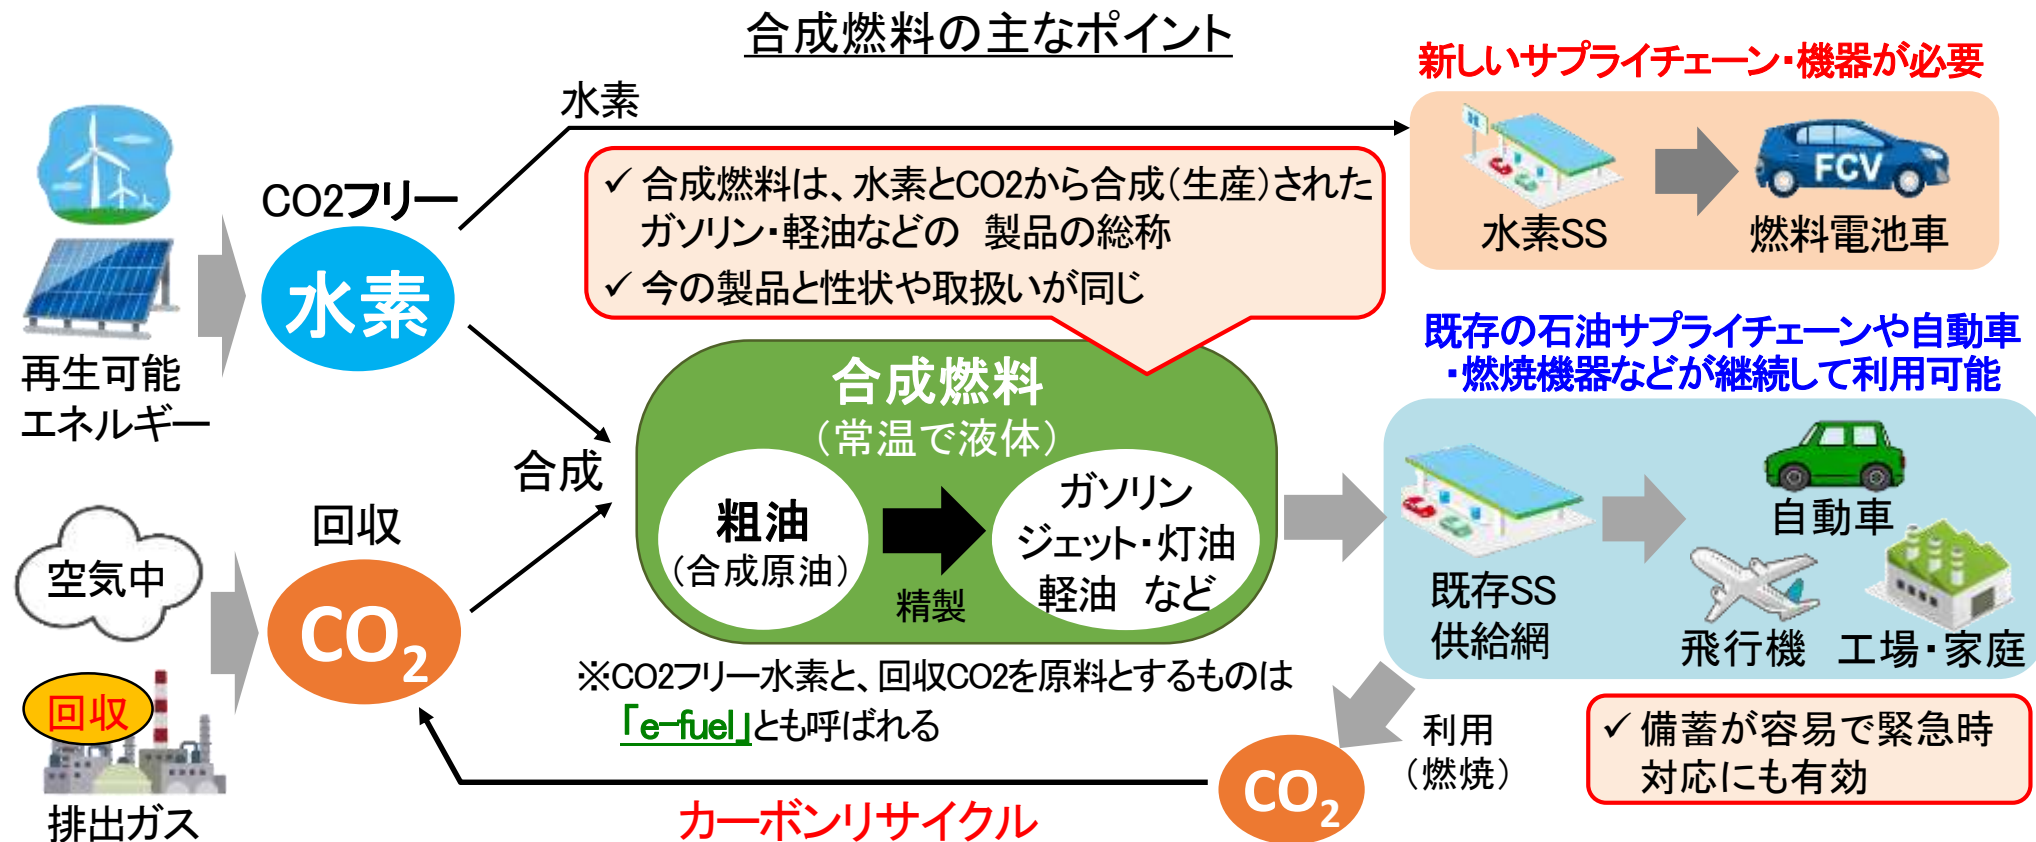 合成燃料の主なポイント
新しいサプライチェーン・機器が必要
水素
水素SS
FCV
燃料電池車
✓ 合成燃料は、水素とCO2から合成（生産）された
ガソリン・軽油などの　製品の総称
✓ 今の製品と性状や取扱いが同じ
CO2フリー
水素
再生可能
エネルギー
既存の石油サプライチェーンや自動車
・燃焼機器などが継続して利用可能
合成燃料
（常温で液体）
合成
粗油
（合成原油）
精製
ガソリン
ジェット・灯油
軽油　など
回収
CO₂
空気中
回収
排出ガス
既存SS
供給網
自動車
飛行機
工場・家庭
※CO2フリー水素と、回収CO2を原料とするものは
「e-fuel」とも呼ばれる
利用
（燃焼）
CO₂
カーボンリサイクル
✓ 備蓄が容易で緊急時
対応にも有効